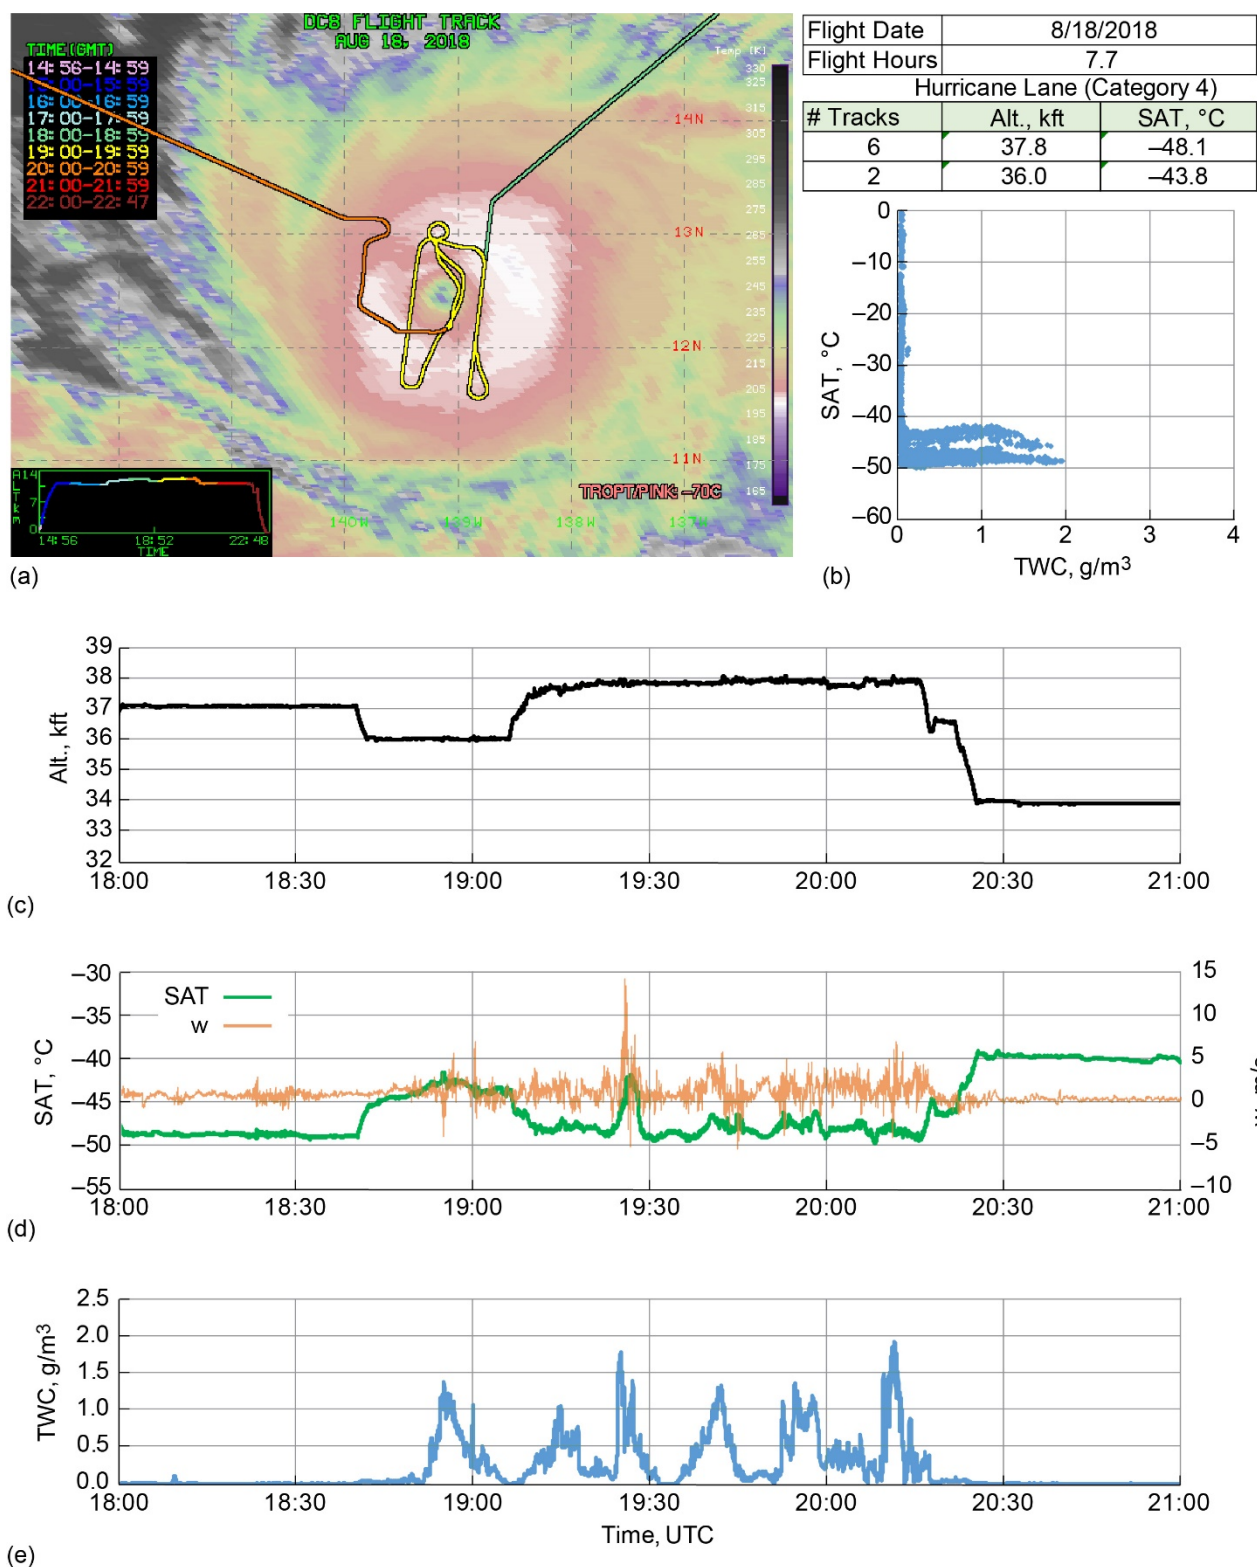 DC8 FLIGHT TRACK
AUG 18, 2018
TIME(GMT)
14:56-14:59
15:00-15:59
16:00-16:59
17:00-17:59
18:00-18:59
19:00-19:59
20:00-20:59
21:00-21:59
22:00-22:47
Temp [K]
330
325
315
305
295
285
275
265
255
245
235
225
215
205
195
185
175
165
14N
13N
12N
11N
140W
139W
138W
137W
TROPT/PINK: -70C
A14
L
T
7
k
m
0
14:56
18:52
22:48
TIME
(a)
Flight Date 8/18/2018
Flight Hours 7.7
Hurricane Lane (Category 4)
# Tracks Alt., kft SAT, °C
6 37.8 –48.1
2 36.0 –43.8
SAT, °C
0
–10
–20
–30
–40
–50
–60
0 1 2 3 4
TWC, g/m3
(b)
Alt., kft
39
38
37
36
35
34
33
32
18:00 18:30 19:00 19:30 20:00 20:30 21:00
(c)
SAT, °C
–30
–35
–40
–45
–50
–55
SAT
w
15
10
5
0
–5
–10
18:00 18:30 19:00 19:30 20:00 20:30 21:00
(d)
TWC, g/m3
2.5
2.0
1.5
1.0
0.5
0.0
18:00 18:30 19:00 19:30 20:00 20:30 21:00
Time, UTC
(e)